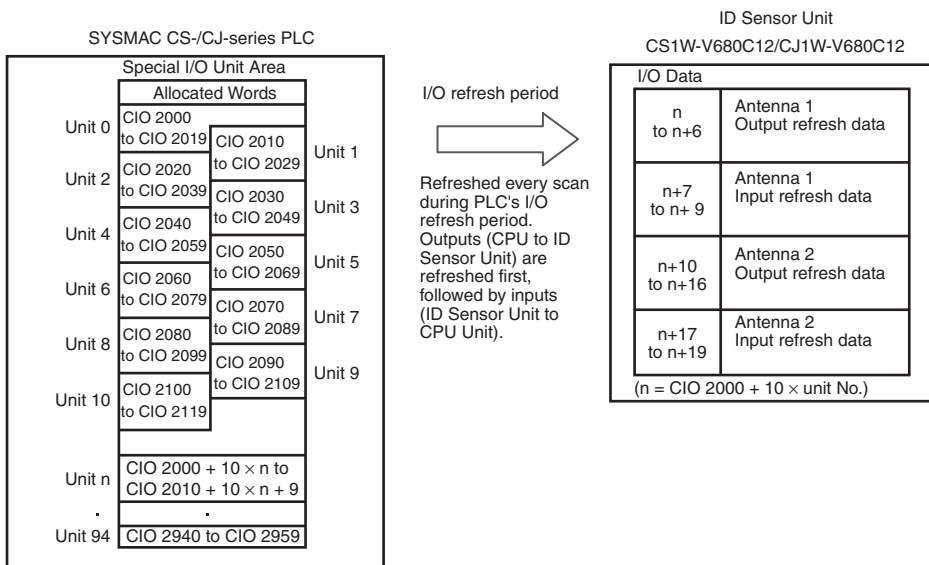 SYSMAC CS-/CJ-series PLC
Special I/O Unit Area
Allocated Words
Unit 0
CIO 2000
to CIO 2019
CIO 2010
to CIO 2029
Unit 1
Unit 2
CIO 2020
to CIO 2039
CIO 2030
to CIO 2049
Unit 3
Unit 4
CIO 2040
to CIO 2059
CIO 2050
to CIO 2069
Unit 5
Unit 6
CIO 2060
to CIO 2079
CIO 2070
to CIO 2089
Unit 7
Unit 8
CIO 2080
to CIO 2099
CIO 2090
to CIO 2109
Unit 9
Unit 10
CIO 2100
to CIO 2119
Unit n
CIO 2000 + 10 × n to
CIO 2010 + 10 × n + 9
. .
Unit 94
CIO 2940 to CIO 2959
I/O refresh period
Refreshed every scan
during PLC's I/O
refresh period.
Outputs (CPU to ID
Sensor Unit) are
refreshed first,
followed by inputs
(ID Sensor Unit to
CPU Unit).
ID Sensor Unit
CS1W-V680C12/CJ1W-V680C12
I/O Data
n
to n+6
Antenna 1
Output refresh data
n+7
to n+ 9
Antenna 1
Input refresh data
n+10
to n+16
Antenna 2
Output refresh data
n+17
to n+19
Antenna 2
Input refresh data
(n = CIO 2000 + 10 × unit No.)